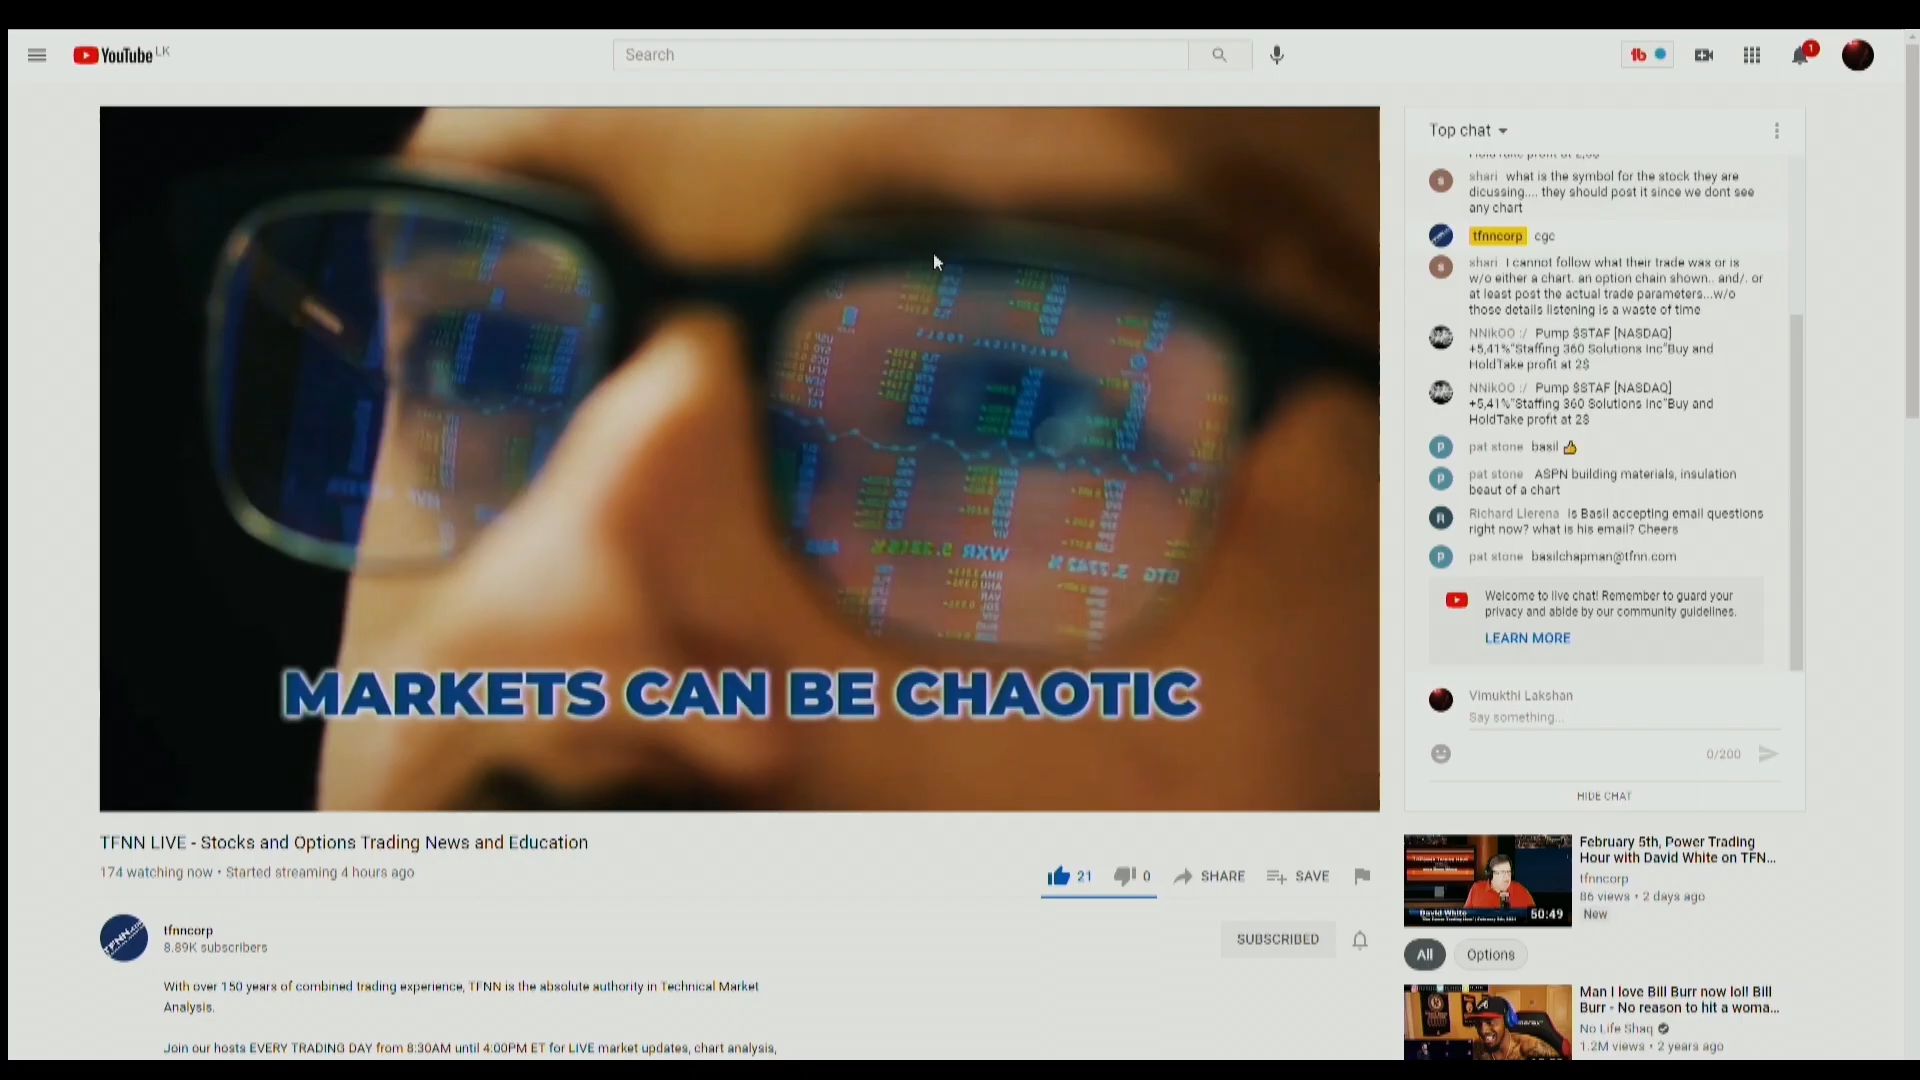 YouTube LK
Search
1
Top chat
shari what is the symbol for the stock they are
dicussing.... they should post it since we dont see
any chart
tfnncorp cgc
shari I cannot follow what their trade was or is
w/o either a chart. an option chain shown.. and/. or
at least post the actual trade parameters...w/o
those details listening is a waste of time
NNikOO :/ Pump $STAF [NASDAQ]
+5,41%"Staffing 360 Solutions Inc"Buy and
HoldTake profit at 2$
NNikOO :/ Pump $STAF [NASDAQ]
+5,41%"Staffing 360 Solutions Inc"Buy and
HoldTake profit at 2$
pat stone basil 👍
pat stone ASPN building materials, insulation
beaut of a chart
Richard Llerena Is Basil accepting email questions
right now? what is his email? Cheers
pat stone basilchapman@tfnn.com
Welcome to live chat! Remember to guard your
privacy and abide by our community guidelines.
LEARN MORE
Vimukthi Lakshan
Say something...
0/200
HIDE CHAT
MARKETS CAN BE CHAOTIC
TFNN LIVE - Stocks and Options Trading News and Education
174 watching now • Started streaming 4 hours ago
21
0
SHARE
SAVE
tfnncorp
8.89K subscribers
SUBSCRIBED
With over 150 years of combined trading experience, TFNN is the absolute authority in Technical Market
Analysis.
Join our hosts EVERY TRADING DAY from 8:30AM until 4:00PM ET for LIVE market updates, chart analysis,
David White
50:49
February 5th, Power Trading
Hour with David White on TFN...
tfnncorp
86 views • 2 days ago
New
All
Options
Man I love Bill Burr now lol! Bill
Burr - No reason to hit a woma...
No Life Shaq
1.2M views • 2 years ago